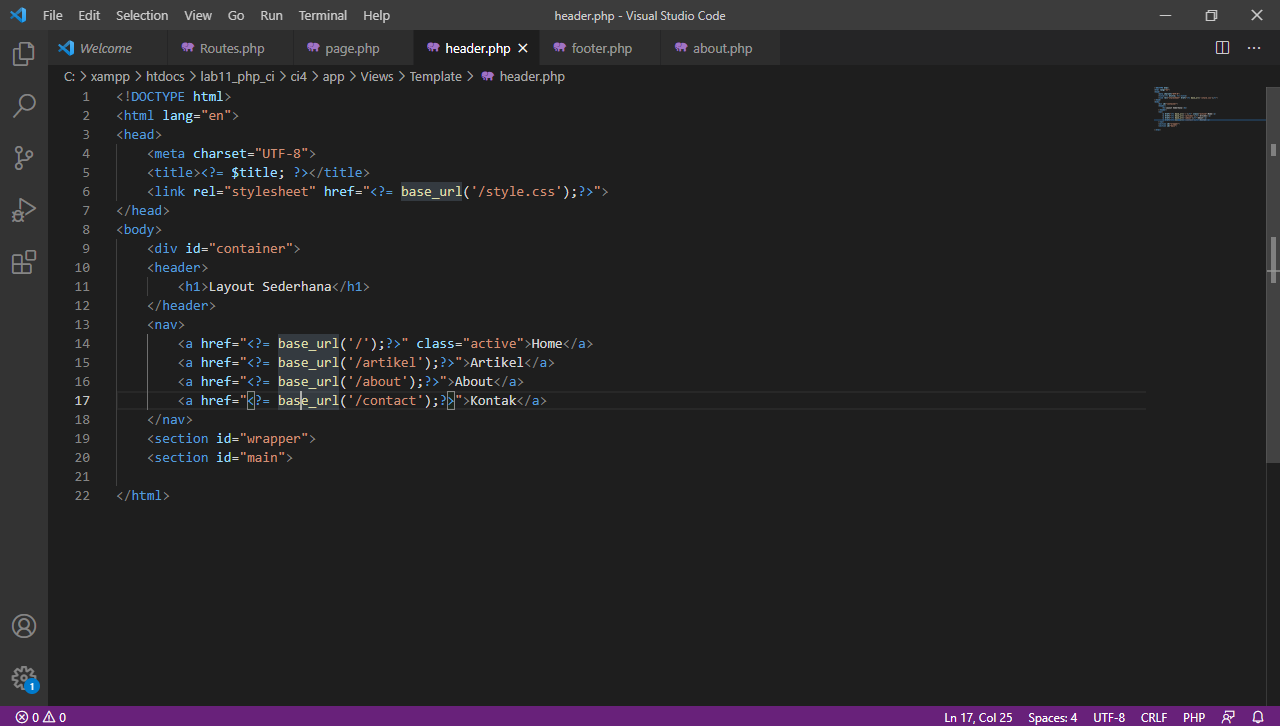 File Edit Selection View Go Run Terminal Help header.php - Visual Studio Code
Welcome Routes.php page.php header.php footer.php about.php
C: > xampp > htdocs > lab11_php_ci > ci4 > app > Views > Template > header.php
1 <!DOCTYPE html>
2 <html lang="en">
3 <head>
4 <meta charset="UTF-8">
5 <title><?= $title; ?></title>
6 <link rel="stylesheet" href="<?= base_url('/style.css');?>">
7 </head>
8 <body>
9 <div id="container">
10 <header>
11 <h1>Layout Sederhana</h1>
12 </header>
13 <nav>
14 <a href="<?= base_url('/');?>" class="active">Home</a>
15 <a href="<?= base_url('/artikel');?>">Artikel</a>
16 <a href="<?= base_url('/about');?>">About</a>
17 <a href="<?= base_url('/contact');?>">Kontak</a>
18 </nav>
19 <section id="wrapper">
20 <section id="main">
21
22 </html>
1
0 0 Ln 17, Col 25 Spaces: 4 UTF-8 CRLF PHP